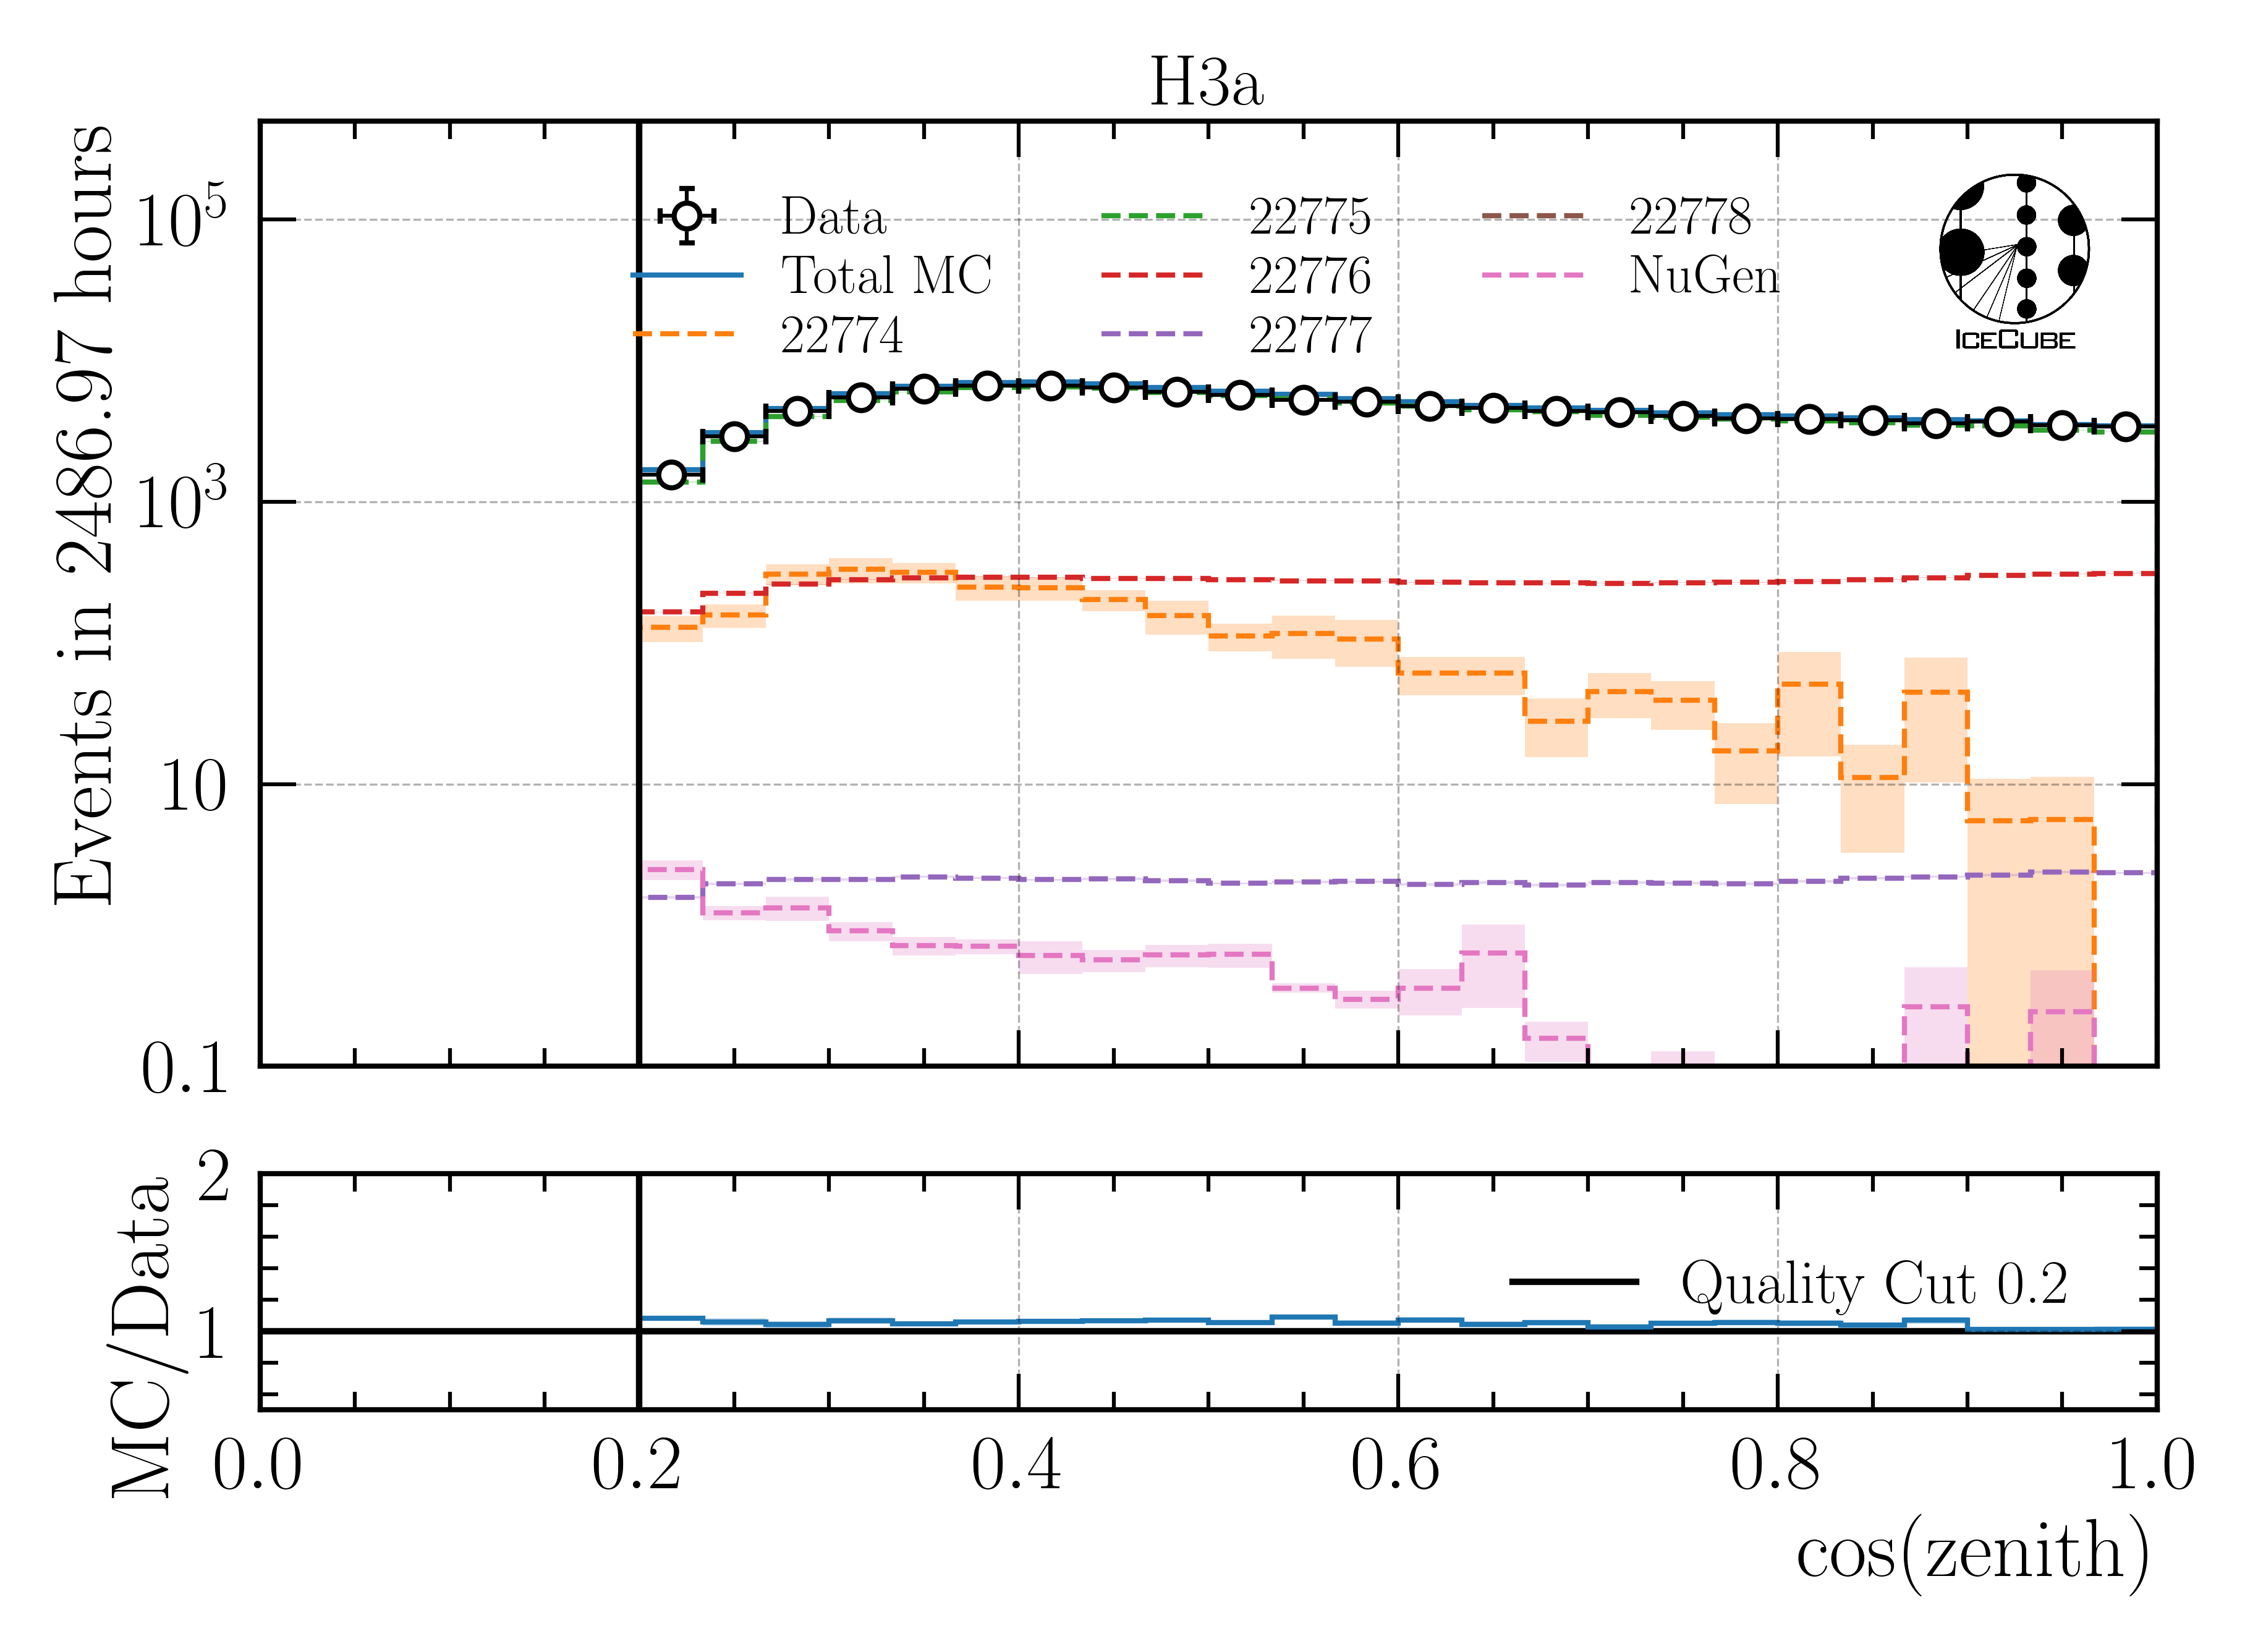 H3a
Events in 2486.97 hours
10^5
10^3
10
0.1
Data
Total MC
22774
22775
22776
22777
22778
NuGen
ICECUBE
MC/Data
2
1
Quality Cut 0.2
0.0 0.2 0.4 0.6 0.8 1.0
cos(zenith)